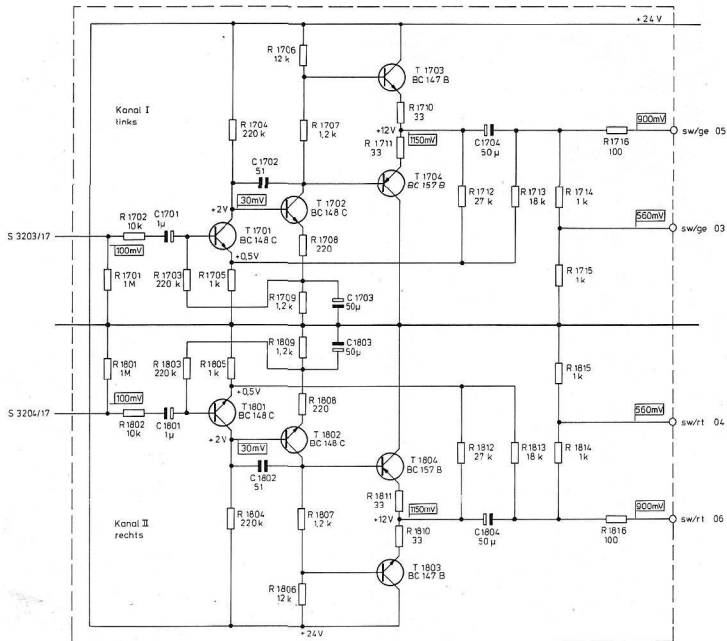 +24V
R 1706
12 k
T 1703
BC 147 B
Kanal I
links
R 1704
220 k
R 1707
1,2 k
R 1710
33
+12V
1150mV
R 1711
33
C 1704
50 µ
900mV
sw/ge 05
R 1716
100
C 1702
51
T 1704
BC 157 B
R 1712
27 k
R 1713
18 k
R 1714
1 k
+2V
30mV
T 1702
BC 148 C
R 1702
10k
C 1701
1µ
S 3203/17
100mV
T 1701
BC 148 C
R 1708
220
560mV
sw/ge 03
+0,5V
R 1701
1M
R 1703
220 k
R 1705
1 k
R 1709
1,2 k
C 1703
50µ
R 1715
1 k
R 1801
1M
R 1803
220 k
R 1805
1 k
R 1809
1,2 k
C 1803
50µ
R 1815
1 k
+0,5V
S 3204/17
100mV
R 1802
10k
C 1801
1µ
T 1801
BC 148 C
R 1808
220
560mV
sw/rt 04
+2V
30mV
T 1802
BC 148 C
C 1802
51
T 1804
BC 157 B
R 1812
27 k
R 1813
18 k
R 1814
1 k
R 1804
220k
R 1807
1,2 k
R 1811
33
+12V
1150mV
R 1810
33
C 1804
50 µ
900mV
sw/rt 06
R 1816
100
Kanal II
rechts
T 1803
BC 147 B
R 1806
12 k
+24V